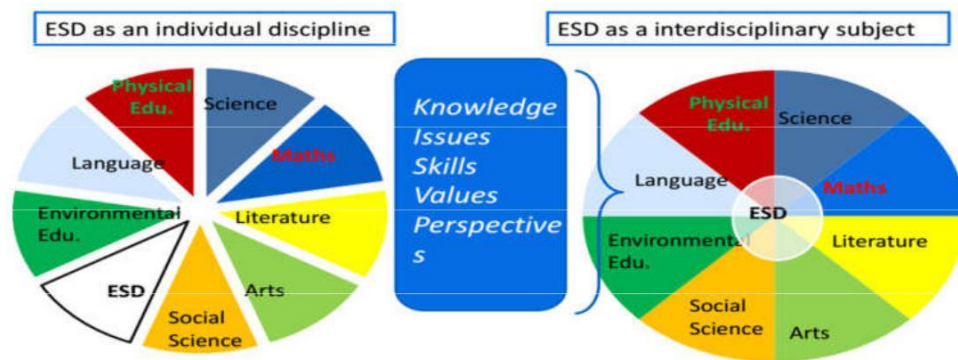 ESD as an individual discipline
ESD as a interdisciplinary subject
Physical
Edu.
Science
Maths
Language
Environmental
Edu.
Literature
ESD
Arts
Social
Science
Knowledge
Issues
Skills
Values
Perspective
s
Physical
Edu.
Science
Language
Maths
ESD
Environmental
Edu.
Literature
Social
Science
Arts